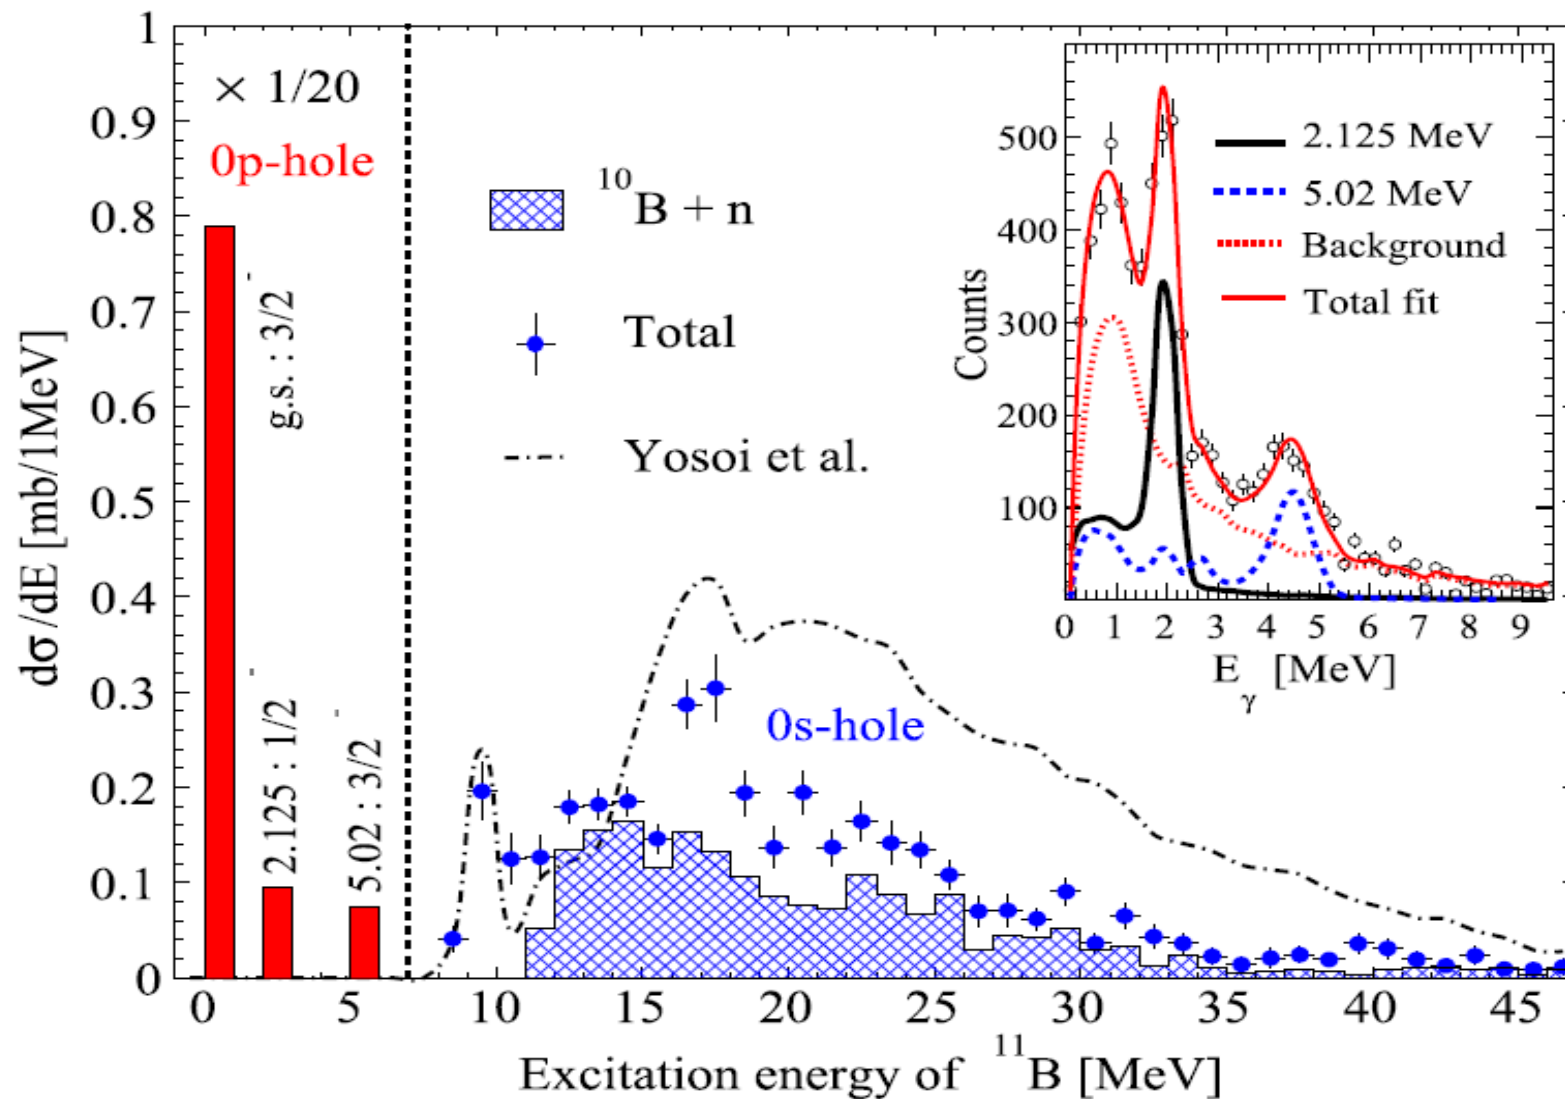 1
0.9
0.8
0.7
0.6
0.5
0.4
0.3
0.2
0.1
0
dσ/dE [mb/1MeV]
× 1/20
0p-hole
g.s. : 3/2⁻
2.125 : 1/2⁻
5.02 : 3/2⁻
¹⁰B + n
Total
Yosoi et al.
0s-hole
0 5 10 15 20 25 30 35 40 45
Excitation energy of ¹¹B [MeV]
500
400
300
200
100
Counts
2.125 MeV
5.02 MeV
Background
Total fit
0 1 2 3 4 5 6 7 8 9
Eγ [MeV]